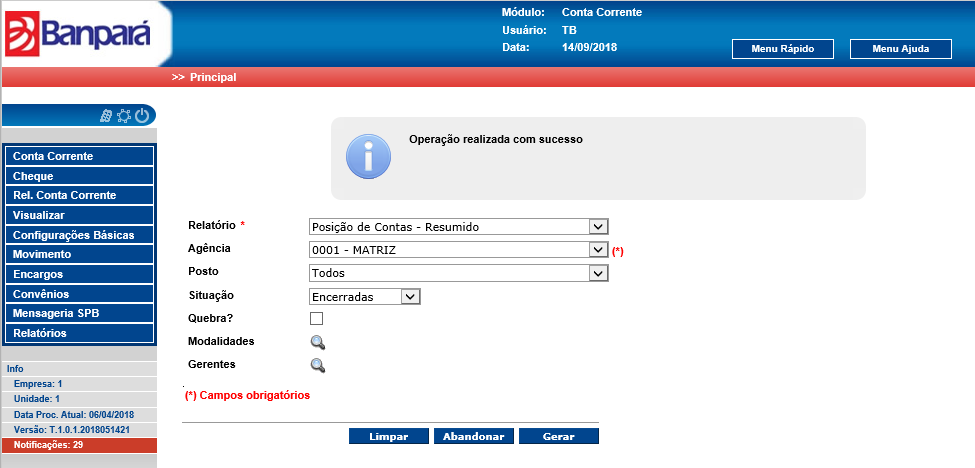 Banpará
Módulo: Conta Corrente
Usuário: TB
Data: 14/09/2018
Menu Rápido
Menu Ajuda
>> Principal
Operação realizada com sucesso
Conta Corrente
Cheque
Rel. Conta Corrente
Visualizar
Configurações Básicas
Movimento
Encargos
Convênios
Mensageria SPB
Relatórios
Info
Empresa: 1
Unidade: 1
Data Proc. Atual: 06/04/2018
Versão: T.1.0.1.2018051421
Notificações: 29
Relatório * Posição de Contas - Resumido
Agência 0001 - MATRIZ (*)
Posto Todos
Situação Encerradas
Quebra?
Modalidades
Gerentes
(*) Campos obrigatórios
Limpar Abandonar Gerar